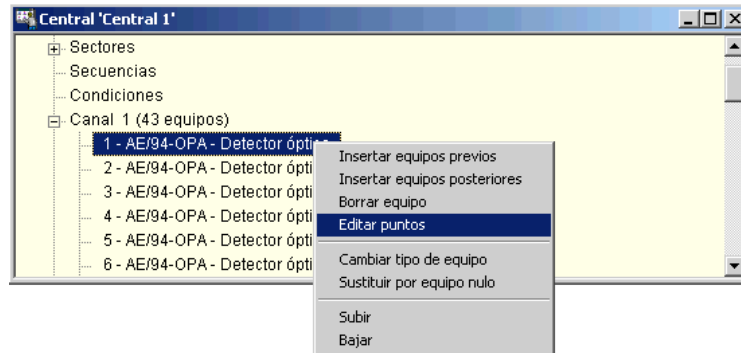 Central 'Central 1'
Sectores
Secuencias
Condiciones
Canal 1 (43 equipos)
1 - AE/94-OPA - Detector óptico
2 - AE/94-OPA - Detector ópti
3 - AE/94-OPA - Detector ópti
4 - AE/94-OPA - Detector ópti
5 - AE/94-OPA - Detector ópti
6 - AE/94-OPA - Detector ópti
Insertar equipos previos
Insertar equipos posteriores
Borrar equipo
Editar puntos
Cambiar tipo de equipo
Sustituir por equipo nulo
Subir
Bajar